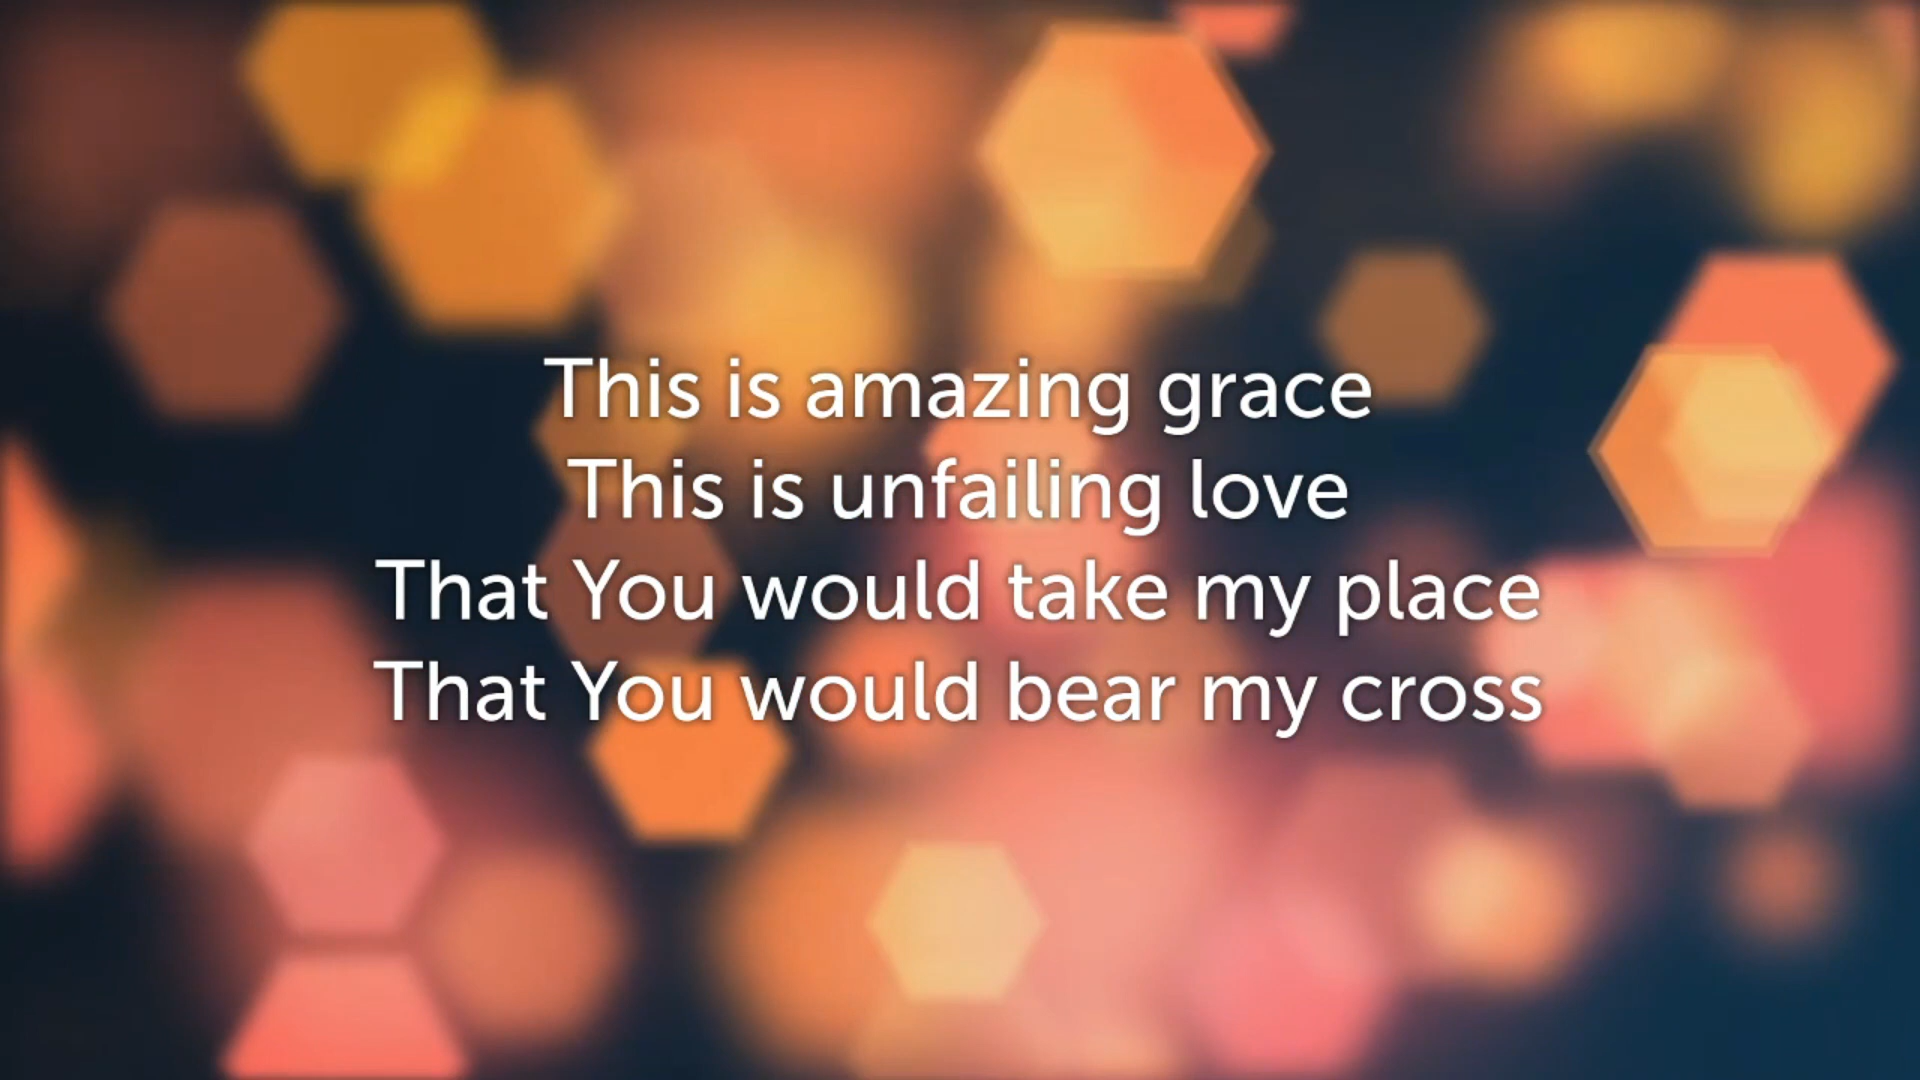 This is amazing grace
This is unfailing love
That You would take my place
That You would bear my cross